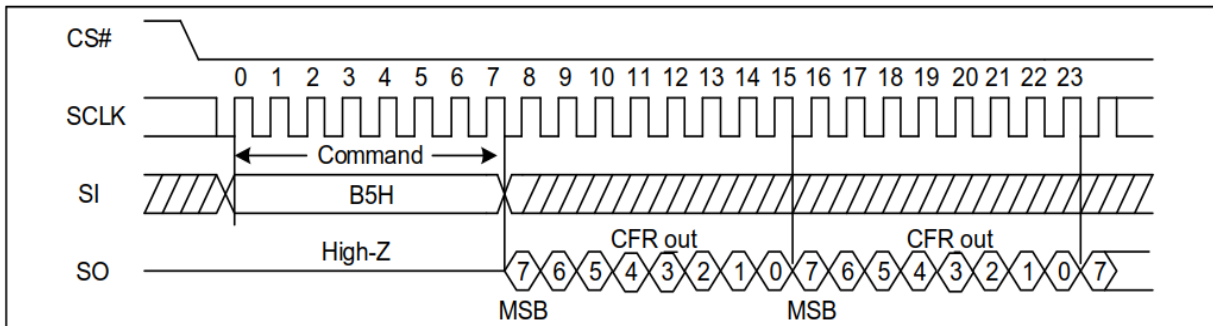 CS#
0 1 2 3 4 5 6 7 8 9 10 11 12 13 14 15 16 17 18 19 20 21 22 23
SCLK
Command
SI
B5H
High-Z
CFR out
CFR out
SO
7 6 5 4 3 2 1 0 7 6 5 4 3 2 1 0 7
MSB
MSB